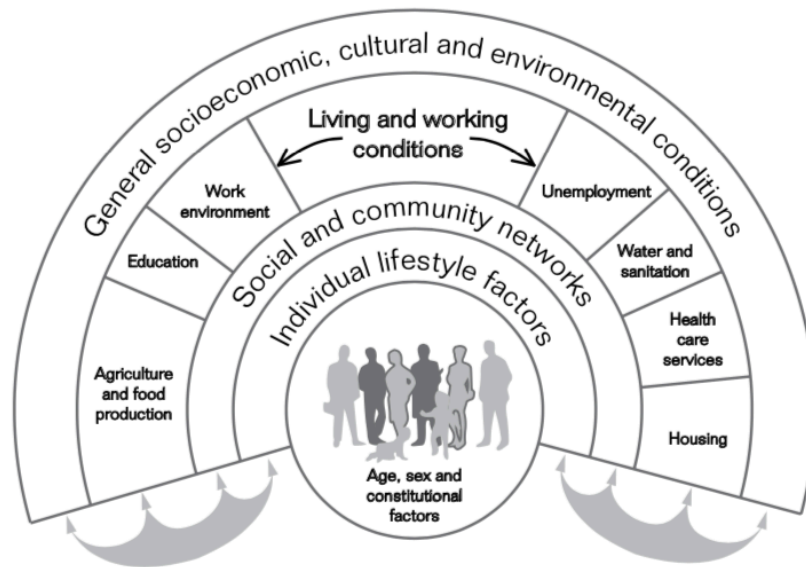 General socioeconomic, cultural and environmental conditions
Living and working
conditions
Work
environment
Unemployment
Education
Water and
sanitation
Agriculture
and food
production
Health
care
services
Housing
Social and community networks
Individual lifestyle factors
Age, sex and
constitutional
factors